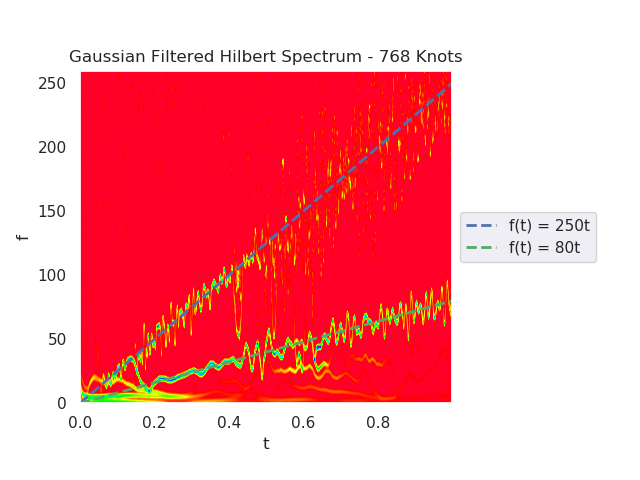 Gaussian Filtered Hilbert Spectrum - 768 Knots
250
200
150
100
50
0
f
0.0 0.2 0.4 0.6 0.8
t
f(t) = 250t
f(t) = 80t